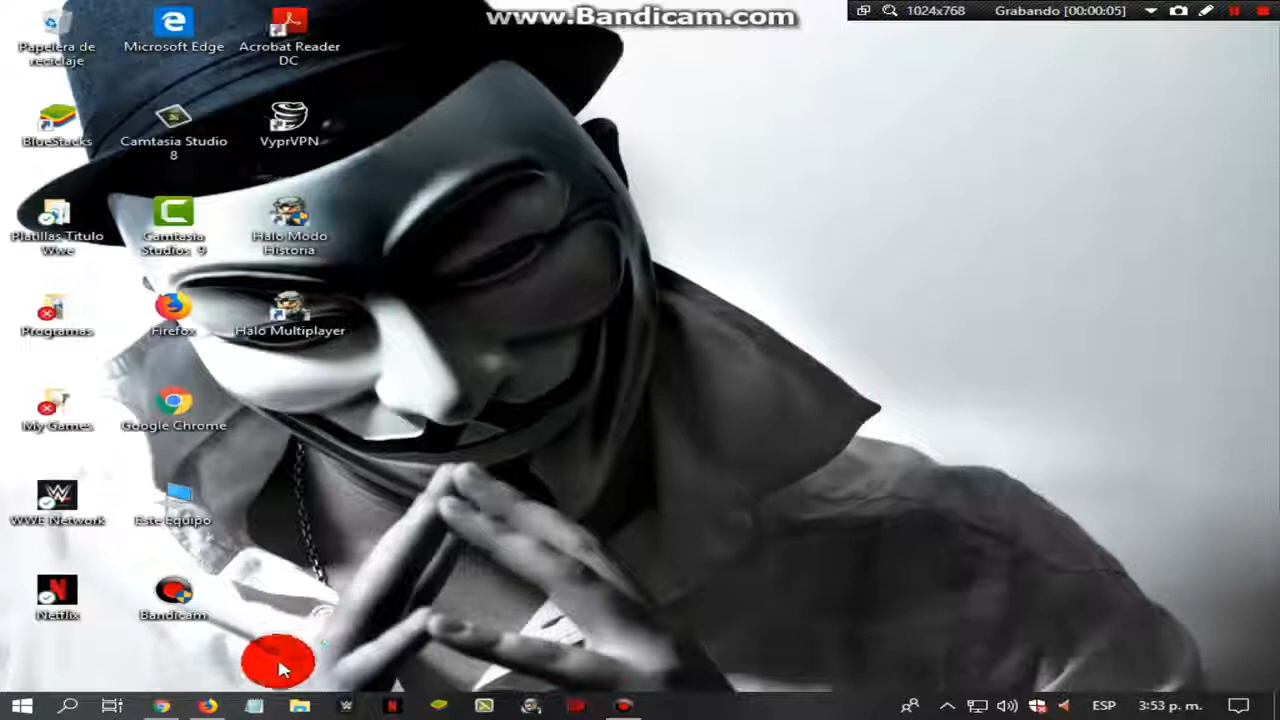 www.Bandicam.com
1024x768
Grabando [00:00:05]
Papelera de
reciclaje
Microsoft Edge
Acrobat Reader
DC
BlueStacks
Camtasia Studio
8
VyprVPN
Platillas Titulo
Wwe
Camtasia
Studios 9
Halo Modo
Historia
Programas
Firefox
Halo Multiplayer
My Games
Google Chrome
WWE Network
Este Equipo
Netflix
Bandicam
ESP
3:53 p. m.